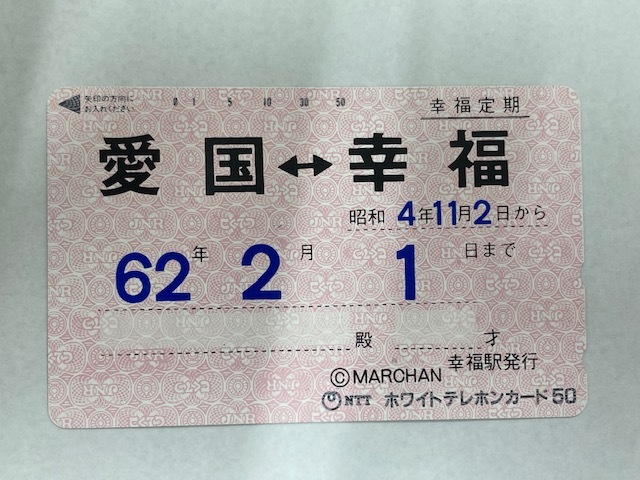 矢印の方向に
お入れください
0 1 5 10 30 50
幸福定期
愛国↔幸福
昭和 4年11月2日から
62年2月1日まで
殿 才
幸福駅発行
©MARCHAN
NTT ホワイトテレホンカード50